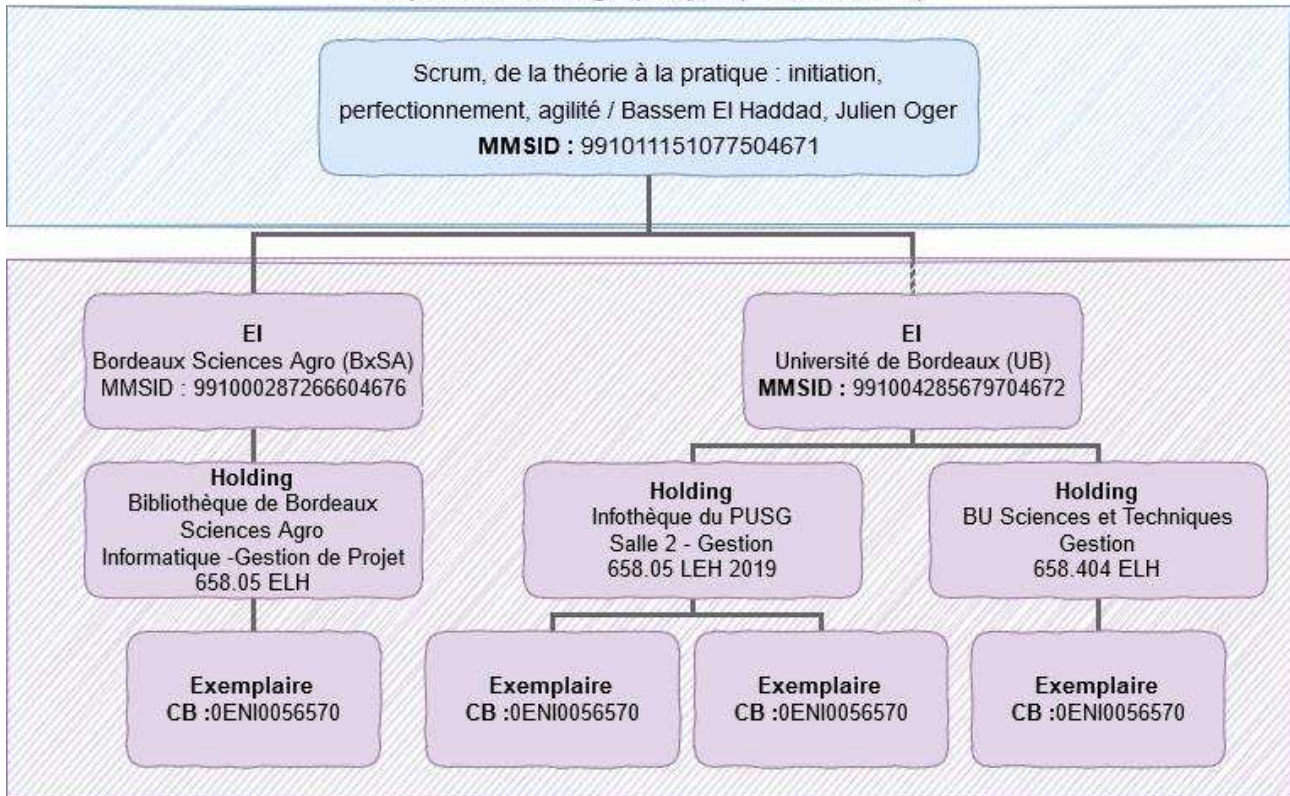 Scrum, de la théorie à la pratique : initiation,
perfectionnement, agilité / Bassem El Haddad, Julien Oger
MMSID : 991011151077504671
EI
Bordeaux Sciences Agro (BxSA)
MMSID : 991000287266604676
EI
Université de Bordeaux (UB)
MMSID : 991004285679704672
Holding
Bibliothèque de Bordeaux
Sciences Agro
Informatique -Gestion de Projet
658.05 ELH
Holding
Infothèque du PUSG
Salle 2 - Gestion
658.05 LEH 2019
Holding
BU Sciences et Techniques
Gestion
658.404 ELH
Exemplaire
CB :0ENI0056570
Exemplaire
CB :0ENI0056570
Exemplaire
CB :0ENI0056570
Exemplaire
CB :0ENI0056570